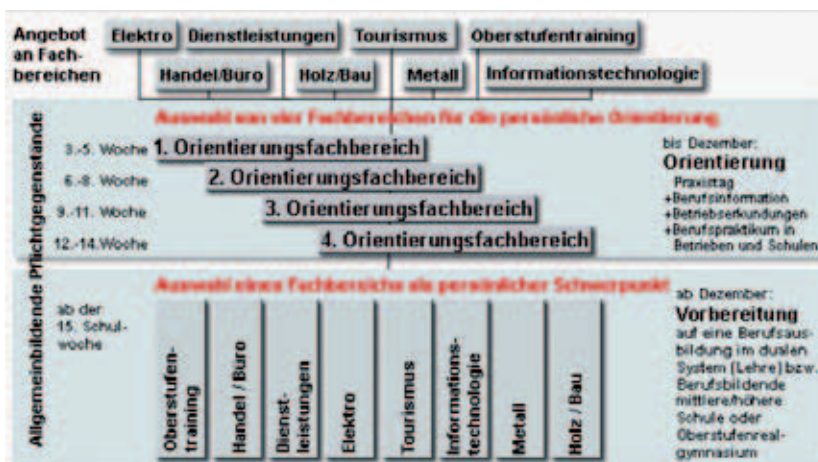 Angebot
an Fach-
bereichen
Elektro
Dienstleistungen
Tourismus
Oberstufentraining
Handel/Büro
Holz/Bau
Metall
Informationstechnologie
Auswahl von vier Fachbereichen für die persönliche Orientierung
Allgemeinbildende Pflichtgegenstände
3.-5. Woche
1. Orientierungsfachbereich
6.-8. Woche
2. Orientierungsfachbereich
9.-11. Woche
3. Orientierungsfachbereich
12.-14. Woche
4. Orientierungsfachbereich
bis Dezember:
Orientierung
Praxistag
+Berufsinformation
+Betriebserkundungen
+Berufspraktikum in
Betrieben und Schulen
Auswahl eines Fachbereichs als persönlicher Schwerpunkt
ab der
15. Schul-
woche
Oberstufen-
training
Handel / Büro
Dienst-
leistungen
Elektro
Tourismus
Informations-
technologie
Metall
Holz / Bau
ab Dezember:
Vorbereitung
auf eine Berufsaus-
bildung im dualen
System (Lehre) bzw.
Berufsbildende
mittlere/höhere
Schule oder
Oberstufenreal-
gymnasium